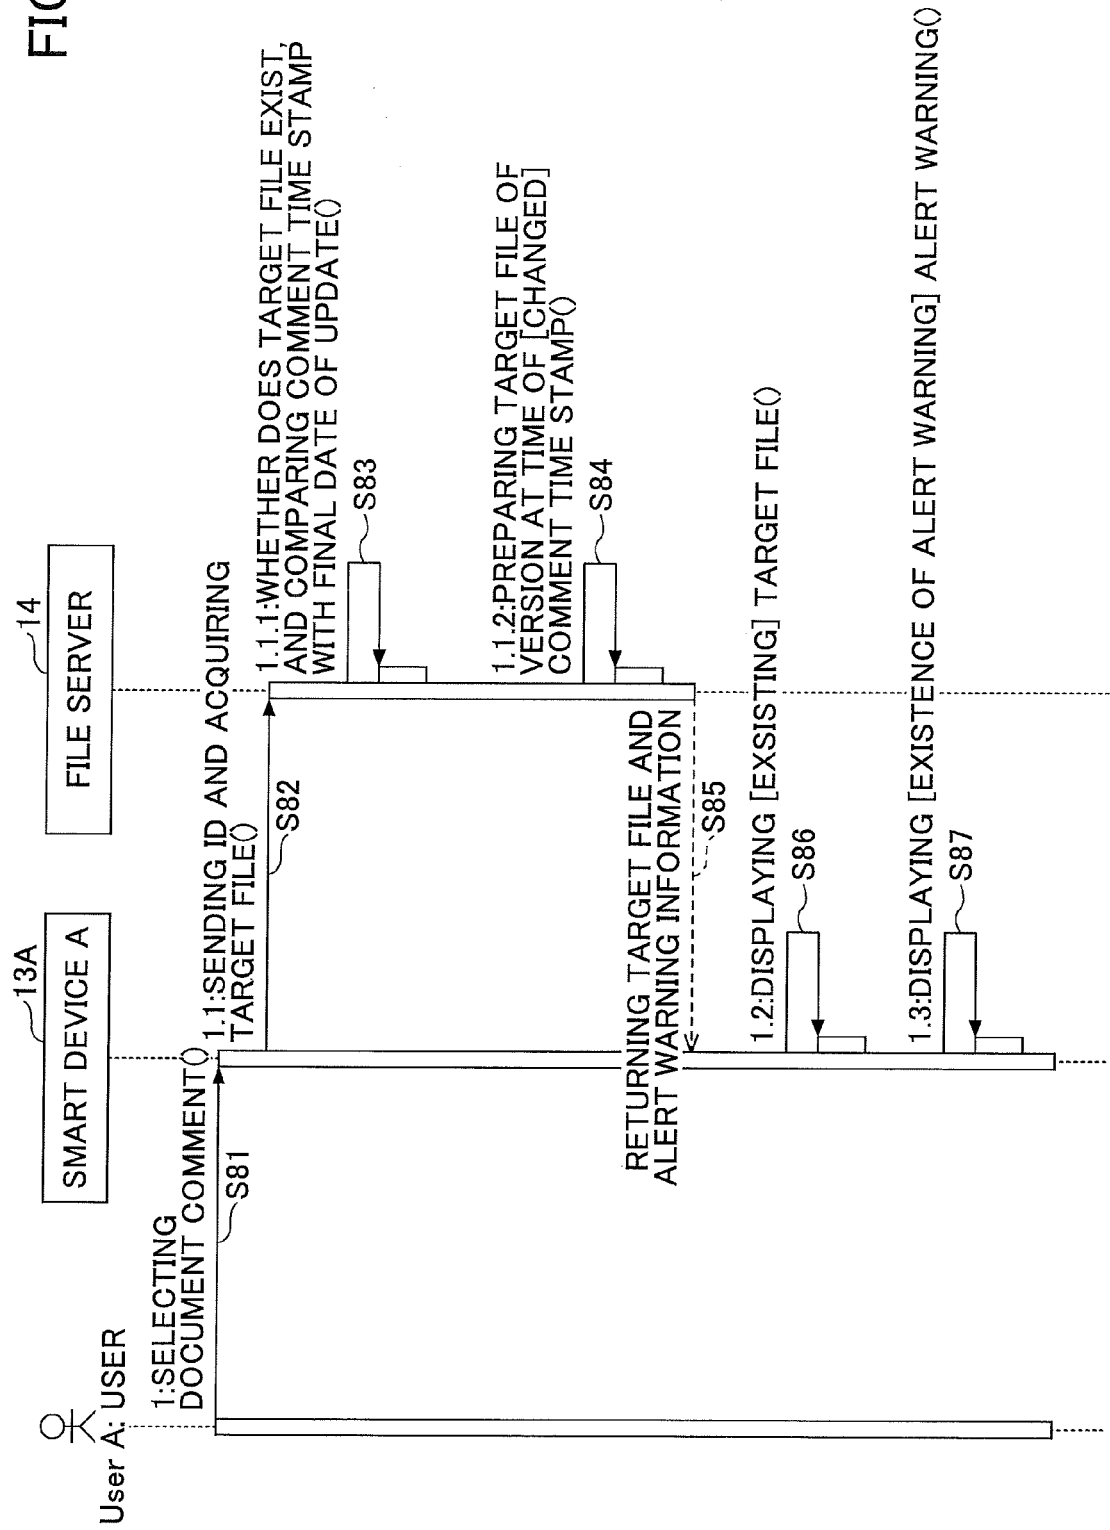 FIG
User A: USER
13A
SMART DEVICE A
14
FILE SERVER
1:SELECTING
DOCUMENT COMMENT()
S81
1.1:SENDING ID AND ACQUIRING
TARGET FILE()
S82
1.1.1:WHETHER DOES TARGET FILE EXIST,
AND COMPARING COMMENT TIME STAMP
WITH FINAL DATE OF UPDATE()
S83
1.1.2:PREPARING TARGET FILE OF
VERSION AT TIME OF [CHANGED]
COMMENT TIME STAMP()
S84
RETURNING TARGET FILE AND
ALERT WARNING INFORMATION
S85
1.2:DISPLAYING [EXSISTING] TARGET FILE()
S86
1.3:DISPLAYING [EXISTENCE OF ALERT WARNING] ALERT WARNING()
S87